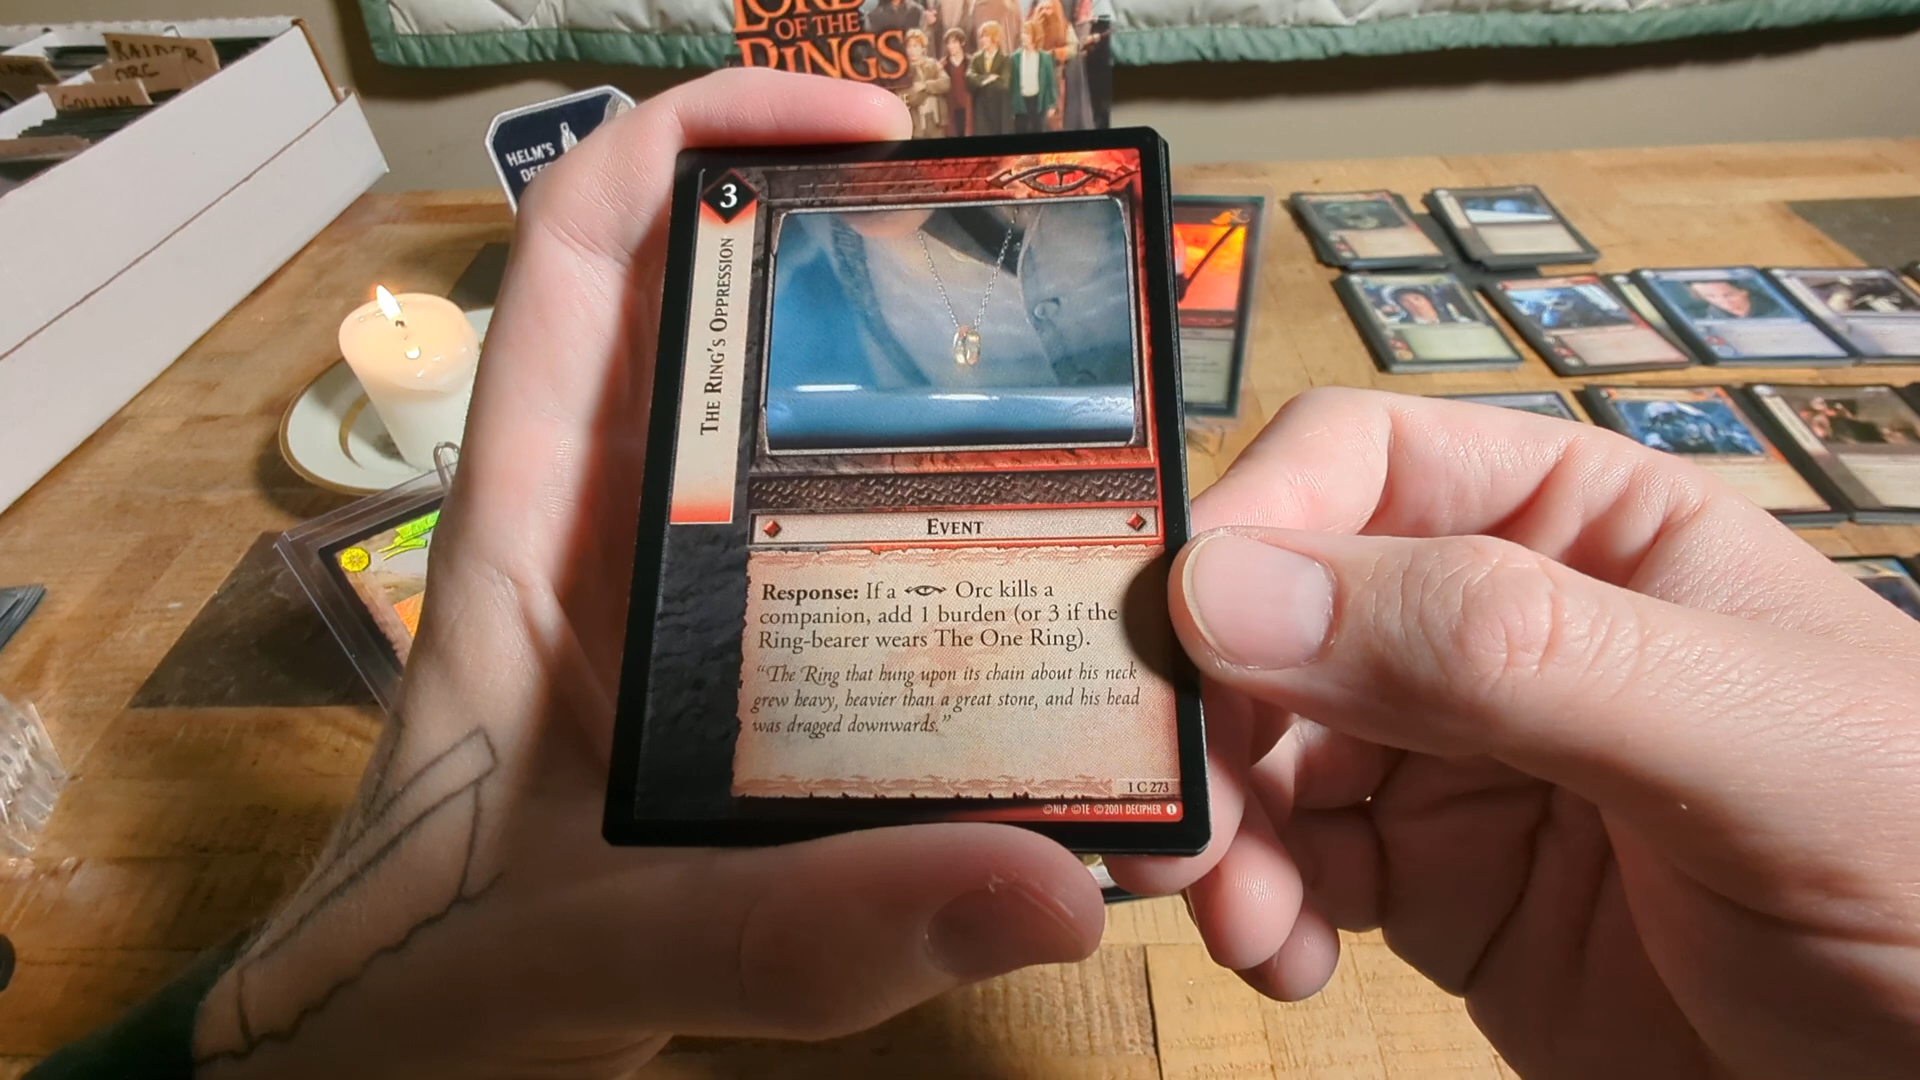 LORD
OF THE
RINGS
RAIDER
ORC
GOLLUM
HELM'S
3
THE RING'S OPPRESSION
EVENT
Response: If a Orc kills a
companion, add 1 burden (or 3 if the
Ring-bearer wears The One Ring).
“The Ring that hung upon its chain about his neck
grew heavy, heavier than a great stone, and his head
was dragged downwards.”
1 C 273
©NLP ©TE ©2001 DECIPHER 1